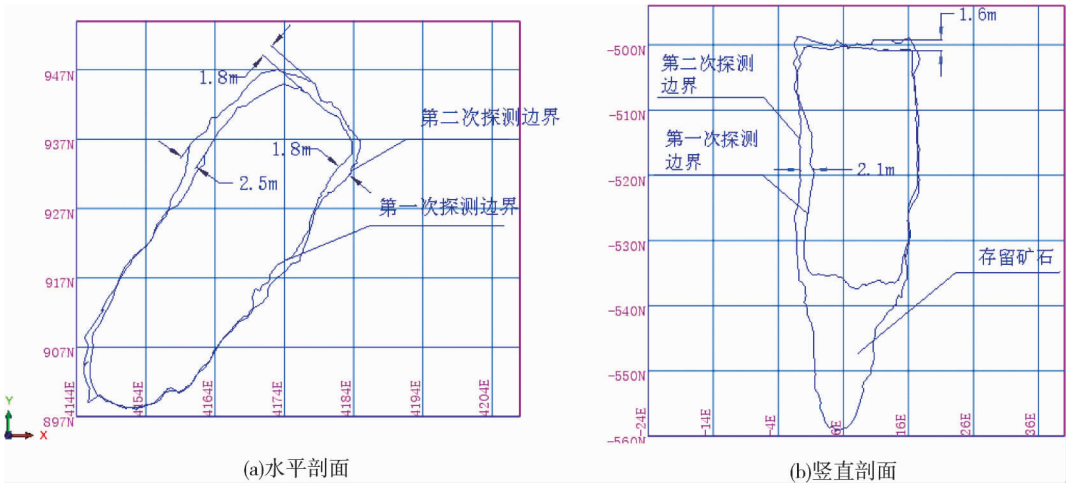 947N
937N
927N
917N
907N
897N
4144E
4154E
4164E
4174E
4184E
4194E
4204E
1.8m
第二次探测边界
1.8m
2.5m
第一次探测边界
Y
X
(a)水平剖面
-500N
-510N
-520N
-530N
-540N
-550N
-560N
-24E
-14E
-4E
6E
16E
26E
36E
1.6m
第二次探测
边界
第一次探测
边界
2.1m
存留矿石
(b)竖直剖面